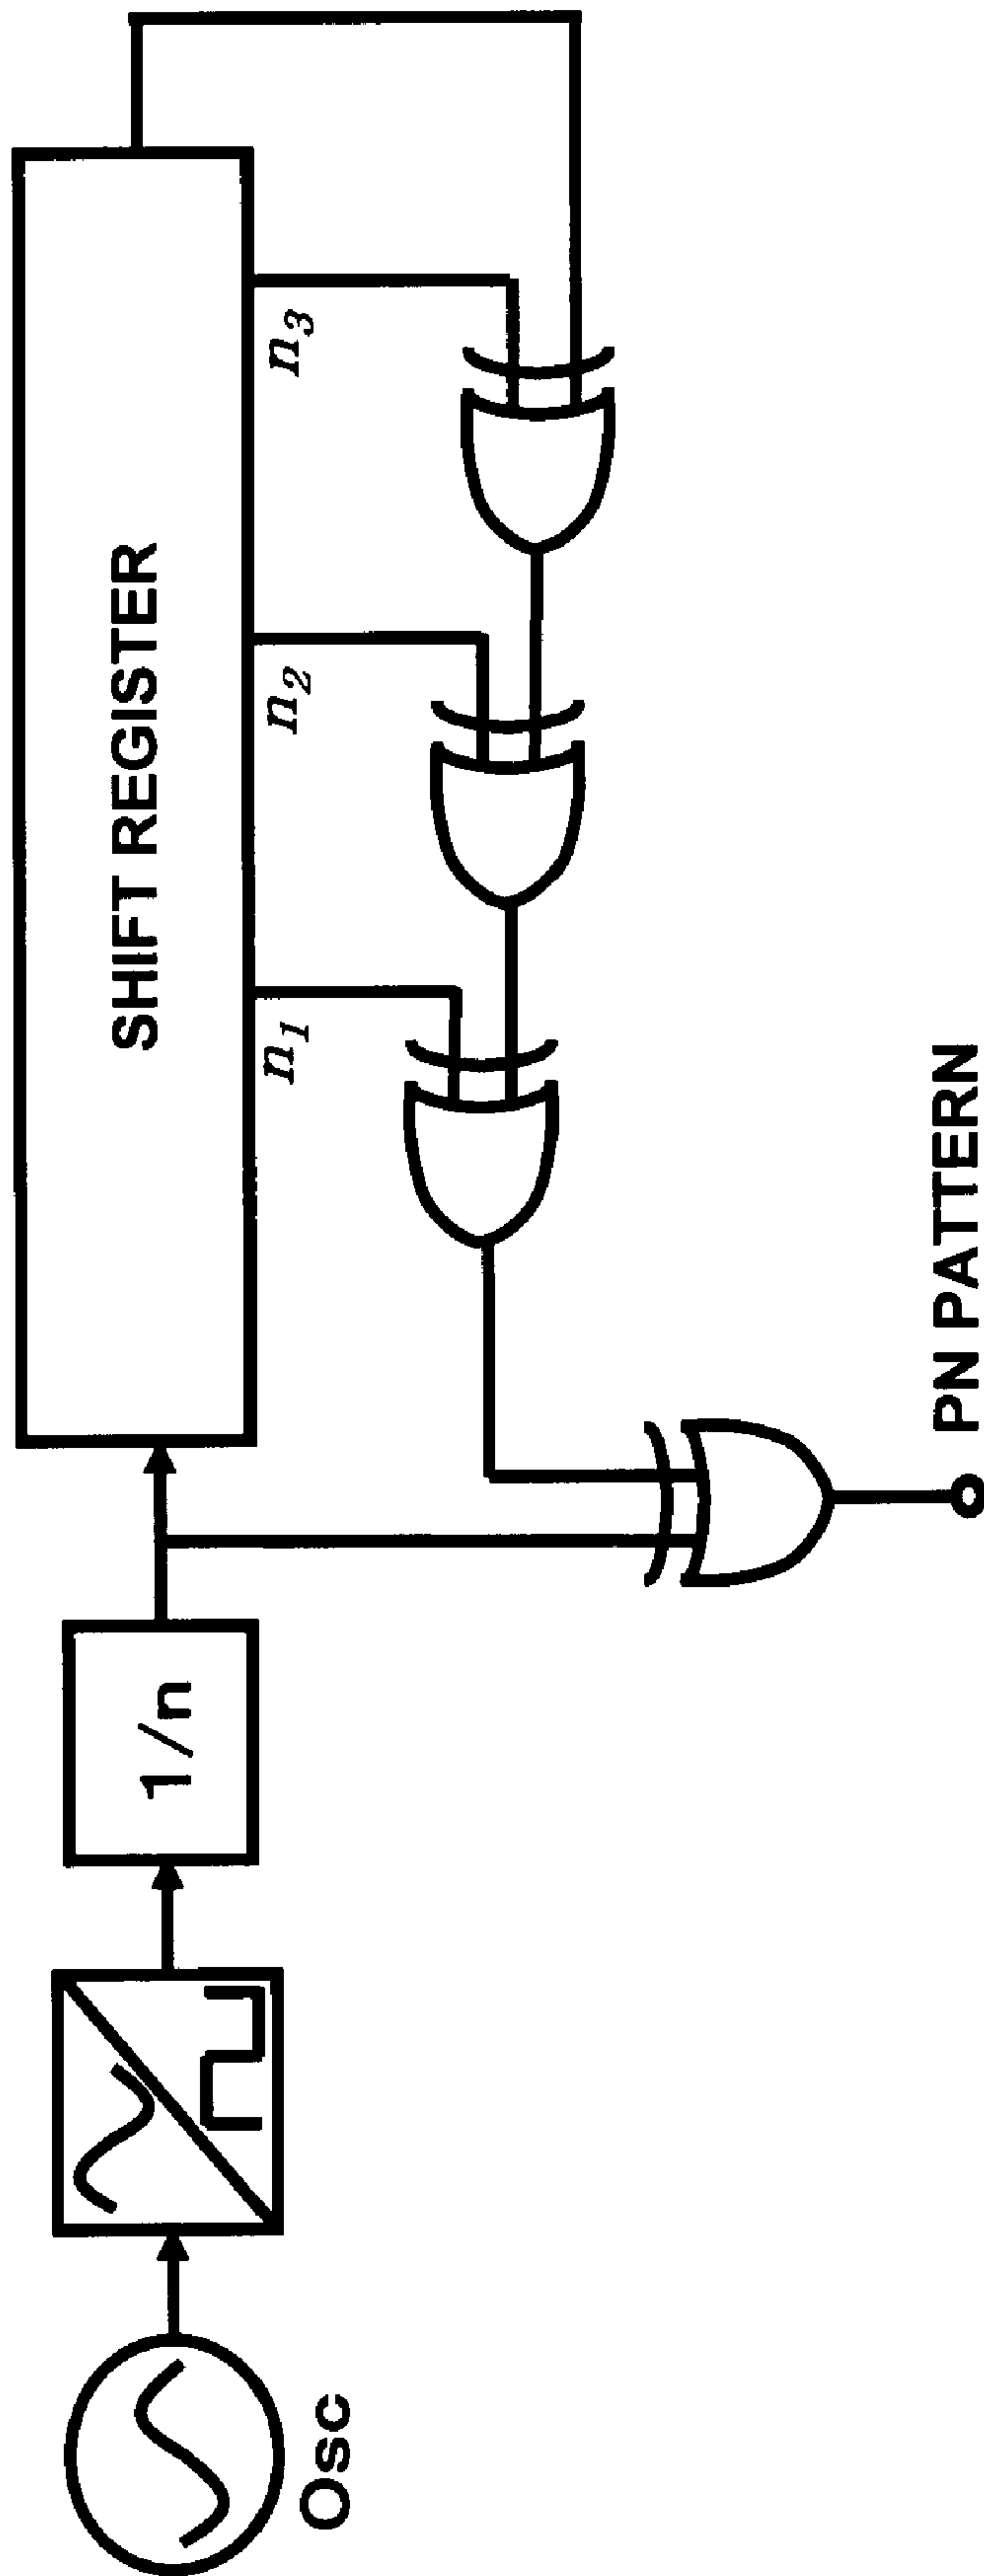 Osc
1/n
SHIFT REGISTER
n1
n2
n3
PN PATTERN